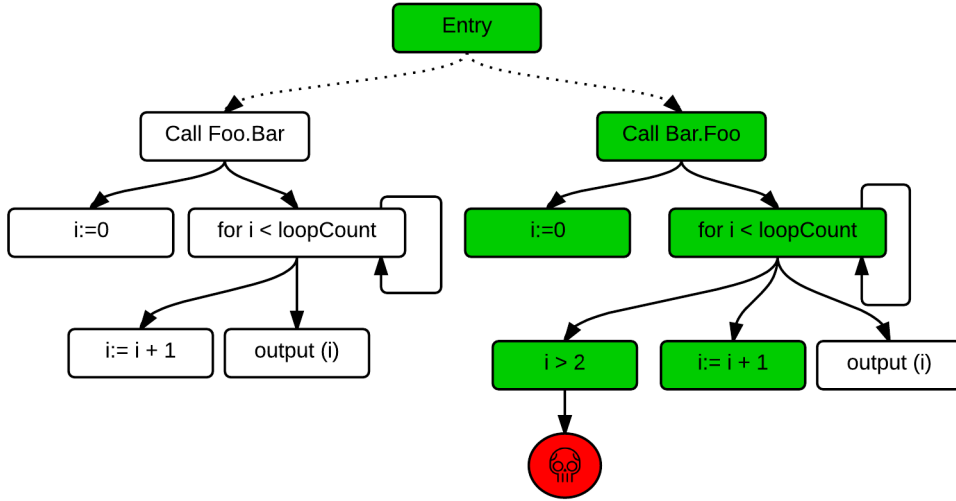 Entry
Call Foo.Bar
Call Bar.Foo
i:=0
for i < loopCount
i:=0
for i < loopCount
i:= i + 1
output (i)
i > 2
i:= i + 1
output (i)